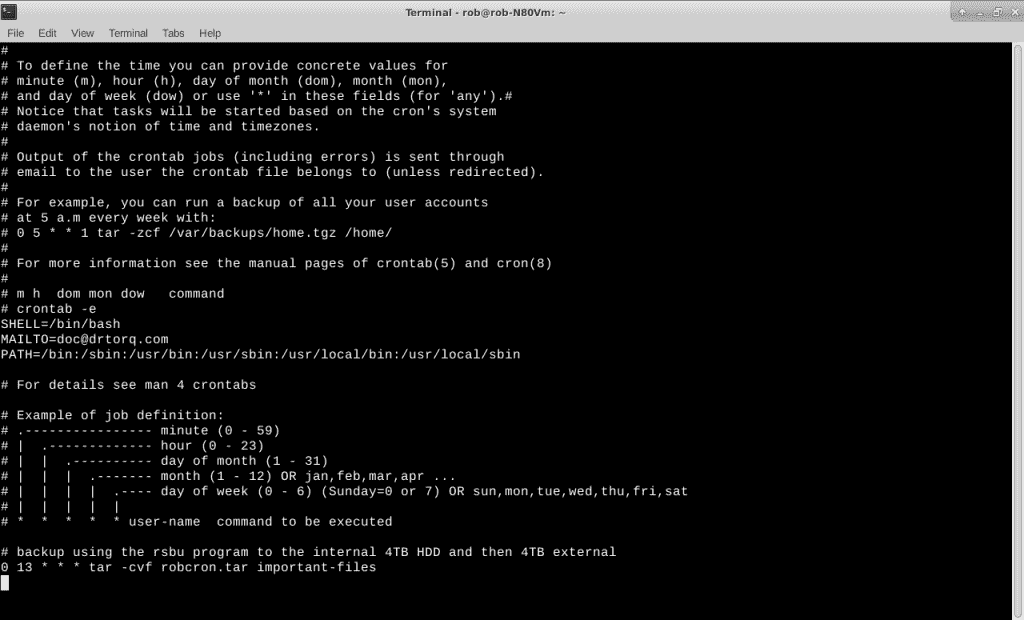 Terminal - rob@rob-N80Vm: ~
File Edit View Terminal Tabs Help
#
# To define the time you can provide concrete values for
# minute (m), hour (h), day of month (dom), month (mon),
# and day of week (dow) or use '*' in these fields (for 'any').#
# Notice that tasks will be started based on the cron's system
# daemon's notion of time and timezones.
#
# Output of the crontab jobs (including errors) is sent through
# email to the user the crontab file belongs to (unless redirected).
#
# For example, you can run a backup of all your user accounts
# at 5 a.m every week with:
# 0 5 * * 1 tar -zcf /var/backups/home.tgz /home/
#
# For more information see the manual pages of crontab(5) and cron(8)
#
# m h  dom mon dow   command
# crontab -e
SHELL=/bin/bash
MAILTO=doc@drtorq.com
PATH=/bin:/sbin:/usr/bin:/usr/sbin:/usr/local/bin:/usr/local/sbin

# For details see man 4 crontabs

# Example of job definition:
# .---------------- minute (0 - 59)
# |  .------------- hour (0 - 23)
# |  |  .---------- day of month (1 - 31)
# |  |  |  .------- month (1 - 12) OR jan,feb,mar,apr ...
# |  |  |  |  .---- day of week (0 - 6) (Sunday=0 or 7) OR sun,mon,tue,wed,thu,fri,sat
# |  |  |  |  |
# *  *  *  *  * user-name  command to be executed

# backup using the rsbu program to the internal 4TB HDD and then 4TB external
0 13 * * * tar -cvf robcron.tar important-files